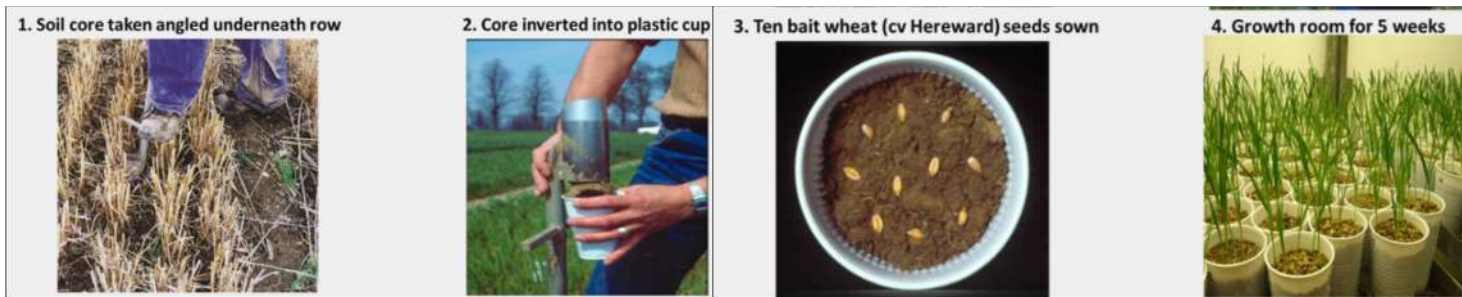 1. Soil core taken angled underneath row
2. Core inverted into plastic cup
3. Ten bait wheat (cv Hereward) seeds sown
4. Growth room for 5 weeks